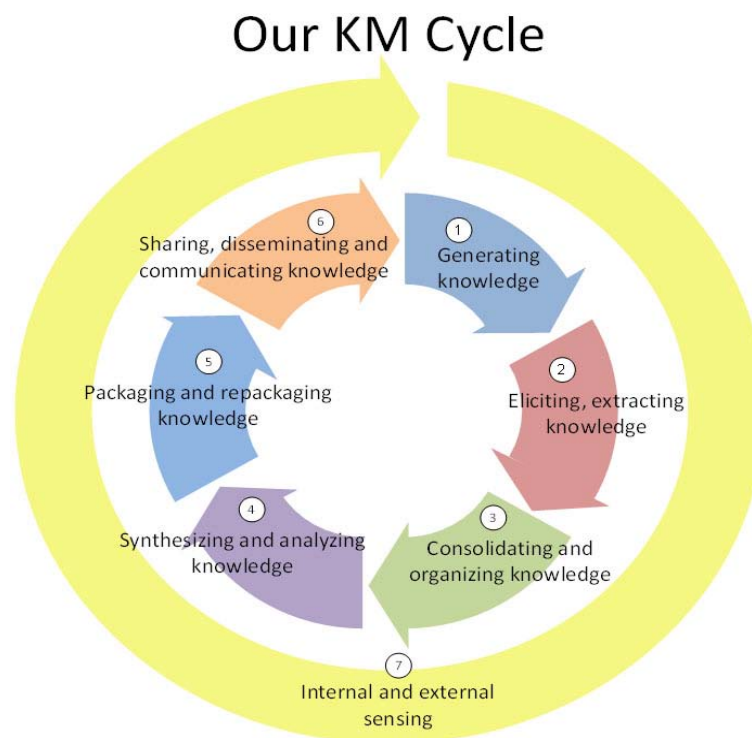 Our KM Cycle
1
Generating
knowledge
2
Eliciting, extracting
knowledge
3
Consolidating and
organizing knowledge
4
Synthesizing and analyzing
knowledge
5
Packaging and repackaging
knowledge
6
Sharing, disseminating and
communicating knowledge
7
Internal and external
sensing